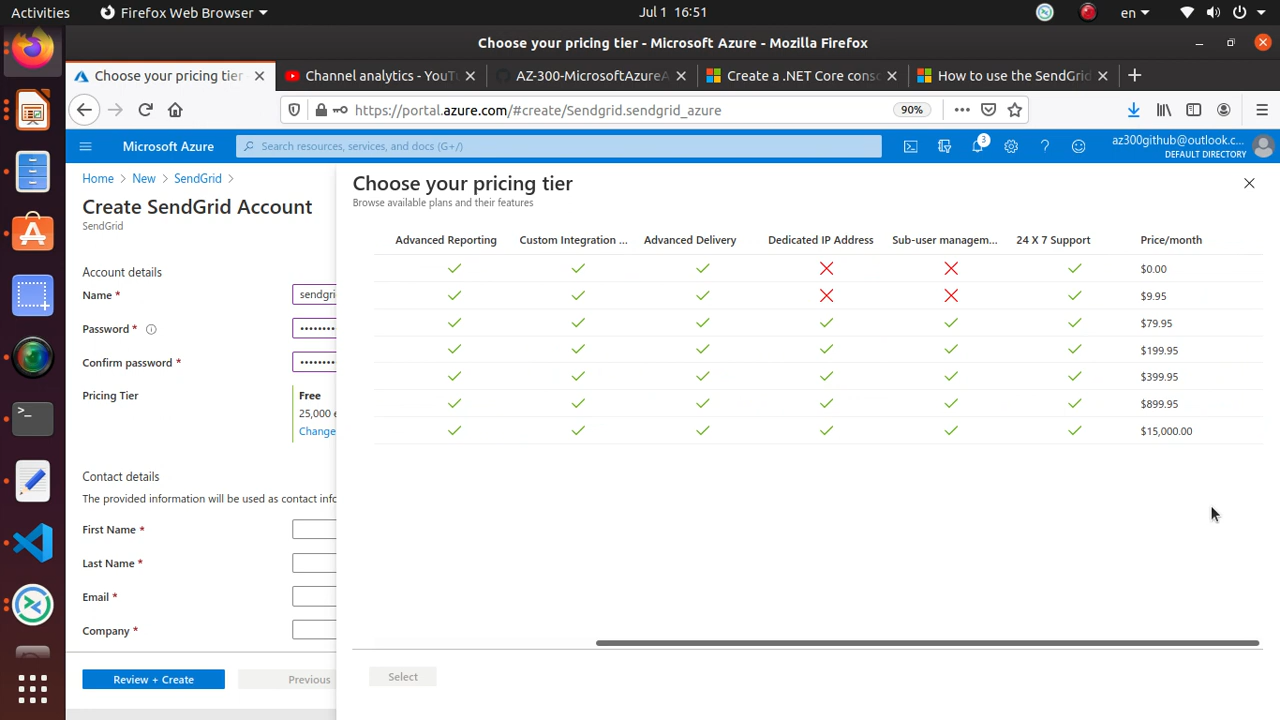 Activities
Firefox Web Browser
Jul 1 16:51
en
Choose your pricing tier - Microsoft Azure - Mozilla Firefox
Choose your pricing tier
Channel analytics - YouT
AZ-300-MicrosoftAzureA
Create a .NET Core conso
How to use the SendGrid
https://portal.azure.com/#create/Sendgrid.sendgrid_azure
90%
Microsoft Azure
Search resources, services, and docs (G+/)
3
az300github@outlook.c...
DEFAULT DIRECTORY
Home > New > SendGrid >
Create SendGrid Account
SendGrid
Account details
Name *
sendgri
Password *
Confirm password *
Pricing Tier
Free
25,000 e
Change
Contact details
The provided information will be used as contact info
First Name *
Last Name *
Email *
Company *
Review + Create
Previous
Choose your pricing tier
Browse available plans and their features
Advanced Reporting Custom Integration ... Advanced Delivery Dedicated IP Address Sub-user managem... 24 X 7 Support Price/month
$0.00
$9.95
$79.95
$199.95
$399.95
$899.95
$15,000.00
Select